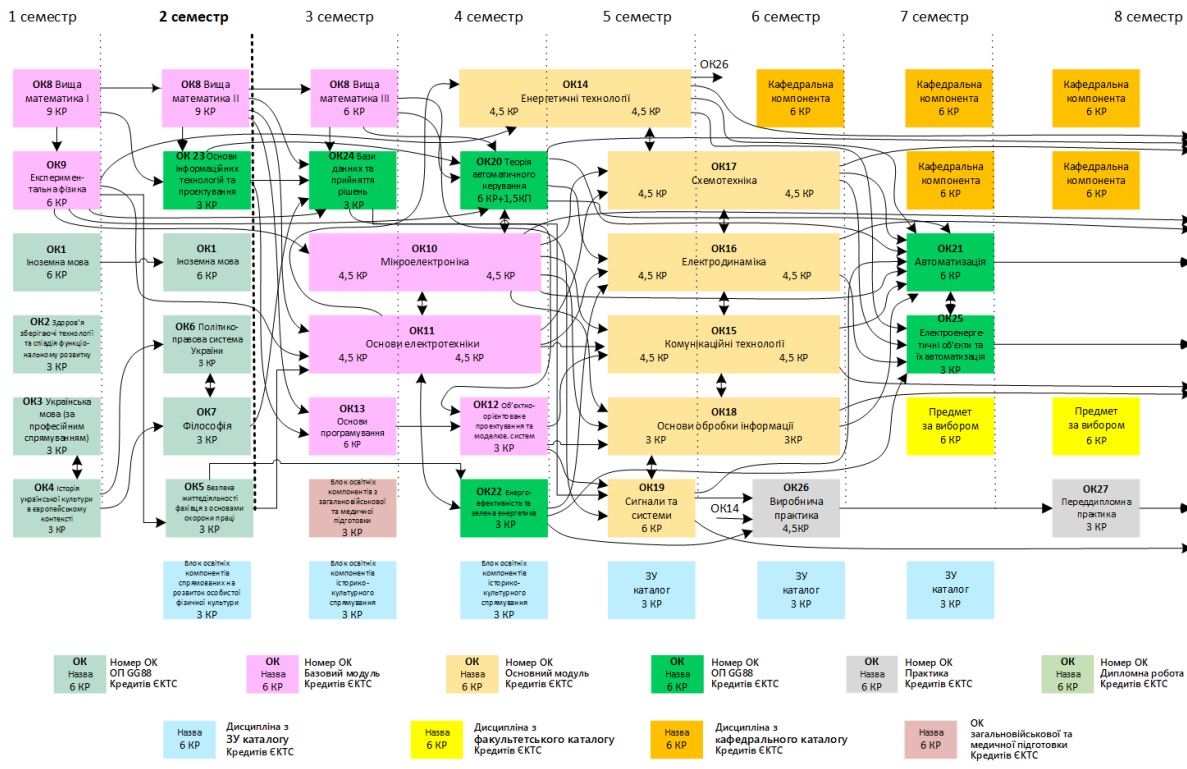 1 семестр
2 семестр
3 семестр
4 семестр
5 семестр
6 семестр
7 семестр
8 семестр
ОК8 Вища
математика І
9 КР
ОК8 Вища
математика ІІ
9 КР
ОК8 Вища
математика ІІІ
6 КР
ОК14
Енергетичні технології
4,5 КР
4,5 КР
ОК26
Кафедральна
компонента
6 КР
Кафедральна
компонента
6 КР
Кафедральна
компонента
6 КР
ОК9
Експеримен-
тальна фізика
6 КР
ОК 23 Основи
інформаційних
технологій та
проектування
3 КР
ОК24 Бази
данних та
прийняття
рішень
3 КР
ОК20 Теорія
автоматичного
керування
6 КР+1,5КП
ОК17
Схемотехніка
4,5 КР
4,5 КР
Кафедральна
компонента
6 КР
Кафедральна
компонента
6 КР
ОК1
Іноземна мова
6 КР
ОК1
Іноземна мова
6 КР
ОК10
Мікроелектроніка
4,5 КР
4,5 КР
ОК16
Електродинаміка
4,5 КР
4,5 КР
ОК21
Автоматизація
6 КР
ОК2 Здоров'я
зберігаючі технології
та співдія функціо-
нальному розвитку
3 КР
ОК6 Політико-
правова система
України
3 КР
ОК11
Основи електротехніки
4,5 КР
4,5 КР
ОК15
Комунікаційні технології
4,5 КР
4,5 КР
ОК25
Електроенерге-
тичні об'єкти та
їх автоматизація
3 КР
ОК3 Українська
мова (за
професійним
спрямуванням)
3 КР
ОК7
Філософія
3 КР
ОК13
Основи
програмування
6 КР
ОК12 Об'єктно-
орієнтоване
проектування та
моделюв. систем
3 КР
ОК18
Основи обробки інформації
3 КР
3КР
Предмет
за вибором
6 КР
Предмет
за вибором
6 КР
ОК4 Історія
української культури
в європейському
контексті
3 КР
ОК5 Безпека
життєдіяльності
фахівця з основами
охорони праці
3 КР
Блок освітніх
компонентів з
загальновійськової
та медичної
підготовки
3 КР
ОК22 Енерго-
ефективність та
зелена енергетика
3 КР
ОК19
Сигнали та
системи
6 КР
ОК14
ОК26
Виробнича
практика
4,5КР
ОК27
Переддипломна
практика
3 КР
Блок освітніх
компонентів
спрямованих на
розвиток особистої
фізичної культури
3 КР
Блок освітніх
компонентів
історико-
культурного
спрямування
3 КР
Блок освітніх
компонентів
історико-
культурного
спрямування
3 КР
ЗУ
каталог
3 КР
ЗУ
каталог
3 КР
ЗУ
каталог
3 КР
ОК
Назва
6 КР
Номер ОК
ОП GG88
Кредитів ЄКТС
ОК
Назва
6 КР
Номер ОК
Базовий модуль
Кредитів ЄКТС
ОК
Назва
6 КР
Номер ОК
Основний модуль
Кредитів ЄКТС
ОК
Назва
6 КР
Номер ОК
ОП GG88
Кредитів ЄКТС
ОК
Назва
6 КР
Номер ОК
Практика
Кредитів ЄКТС
ОК
Назва
6 КР
Номер ОК
Дипломна робота
Кредитів ЄКТС
Назва
6 КР
Дисципліна з
ЗУ каталогу
Кредитів ЄКТС
Назва
6 КР
Дисципліна з
факультетського каталогу
Кредитів ЄКТС
Назва
6 КР
Дисципліна з
кафедрального каталогу
Кредитів ЄКТС
Назва
6 КР
ОК
загальновійськової та
медичної підготовки
Кредитів ЄКТС